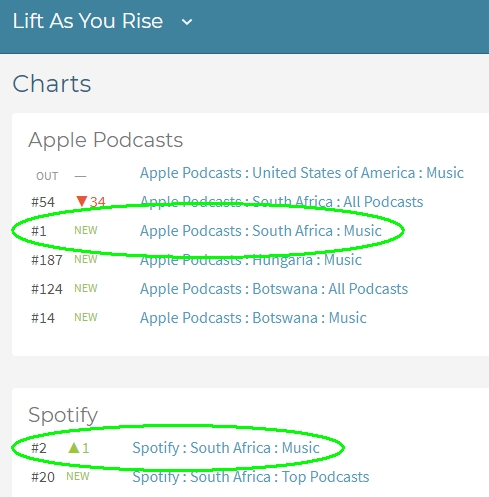 Lift As You Rise
Charts
Apple Podcasts
OUT — Apple Podcasts : United States of America : Music
#54 ▼34 Apple Podcasts : South Africa : All Podcasts
#1 NEW Apple Podcasts : South Africa : Music
#187 NEW Apple Podcasts : Hungaria : Music
#124 NEW Apple Podcasts : Botswana : All Podcasts
#14 NEW Apple Podcasts : Botswana : Music
Spotify
#2 ▲1 Spotify : South Africa : Music
#20 NEW Spotify : South Africa : Top Podcasts